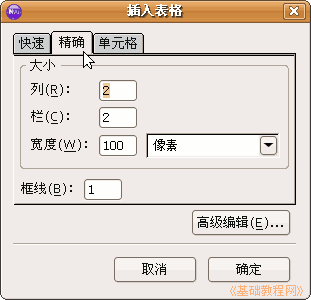 插入表格
快速 精确 单元格
大小
列(R): 2
栏(C): 2
宽度(W): 100 像素
框线(B): 1
高级编辑(E)...
取消 确定
《基础教程网》